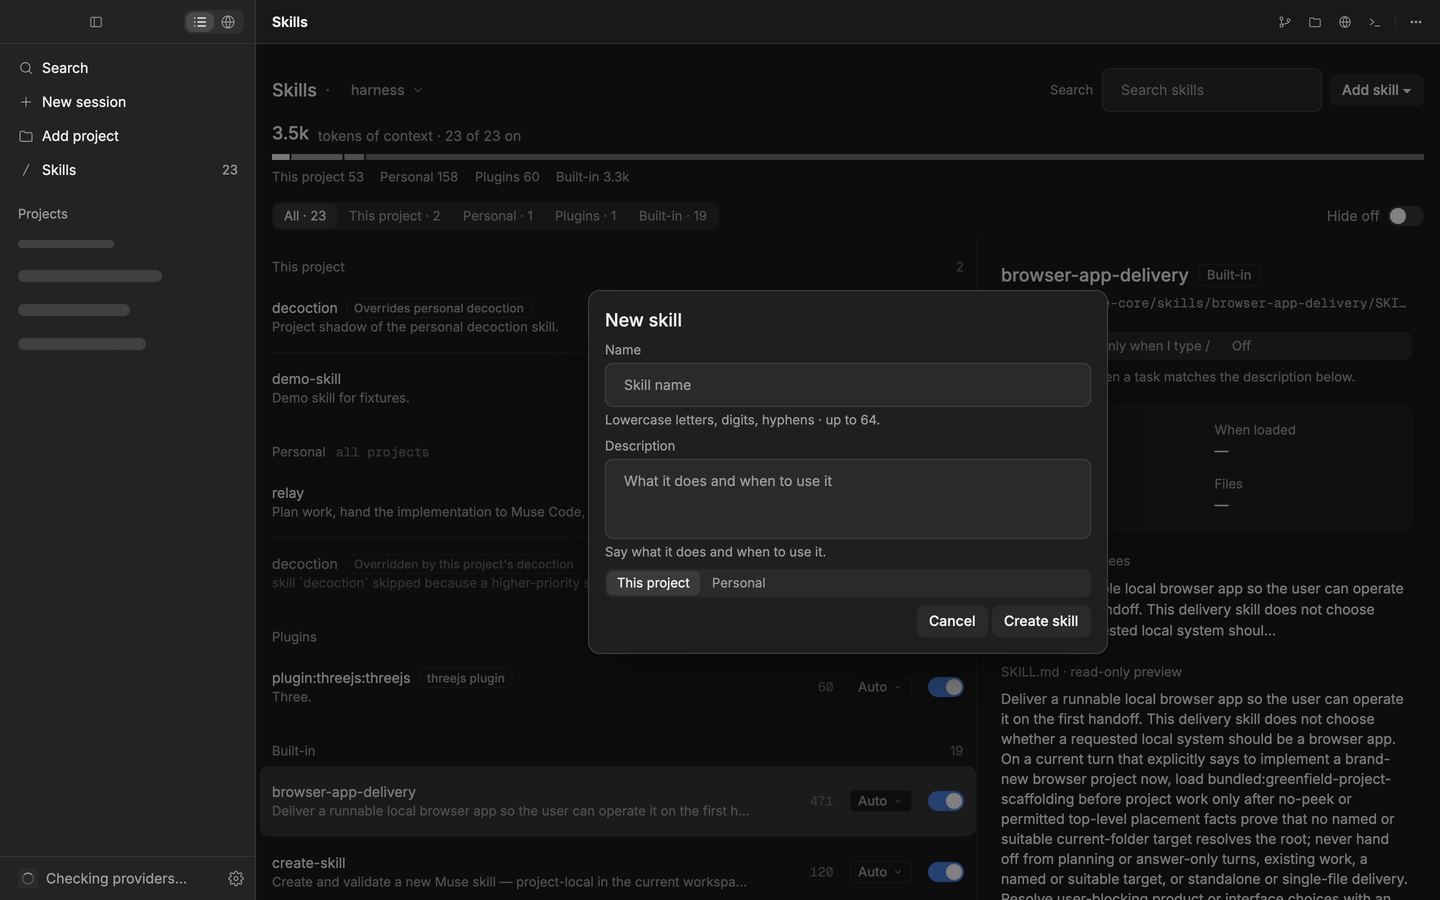 Skills
Search
New session
Add project
Skills 23
Projects
Checking providers...
Skills · harness
Search
Search skills
Add skill
3.5k tokens of context · 23 of 23 on
This project 53 Personal 158 Plugins 60 Built-in 3.3k
All · 23 This project · 2 Personal · 1 Plugins · 1 Built-in · 19
Hide off
This project 2
decoction Overrides personal decoction
Project shadow of the personal decoction skill.
demo-skill
Demo skill for fixtures.
Personal all projects
relay
Plan work, hand the implementation to Muse Code,
decoction Overridden by this project's decoction
skill `decoction` skipped because a higher-priority s
Plugins
plugin:threejs:threejs threejs plugin 60 Auto
Three.
Built-in 19
browser-app-delivery 471 Auto
Deliver a runnable local browser app so the user can operate it on the first h...
create-skill 120 Auto
Create and validate a new Muse skill — project-local in the current workspa...
New skill
Name
Skill name
Lowercase letters, digits, hyphens · up to 64.
Description
What it does and when to use it
Say what it does and when to use it.
This project Personal
Cancel Create skill
browser-app-delivery Built-in
e-core/skills/browser-app-delivery/SKI...
nly when I type / Off
en a task matches the description below.
When loaded
—
Files
—
ees
le local browser app so the user can operate
ndoff. This delivery skill does not choose
sted local system shoul...
SKILL.md · read-only preview
Deliver a runnable local browser app so the user can operate
it on the first handoff. This delivery skill does not choose
whether a requested local system should be a browser app.
On a current turn that explicitly says to implement a brand-
new browser project now, load bundled:greenfield-project-
scaffolding before project work only after no-peek or
permitted top-level placement facts prove that no named or
suitable current-folder target resolves the root; never hand
off from planning or answer-only turns, existing work, a
named or suitable target, or standalone or single-file delivery.
Resolve user-blocking product or interface choices with an